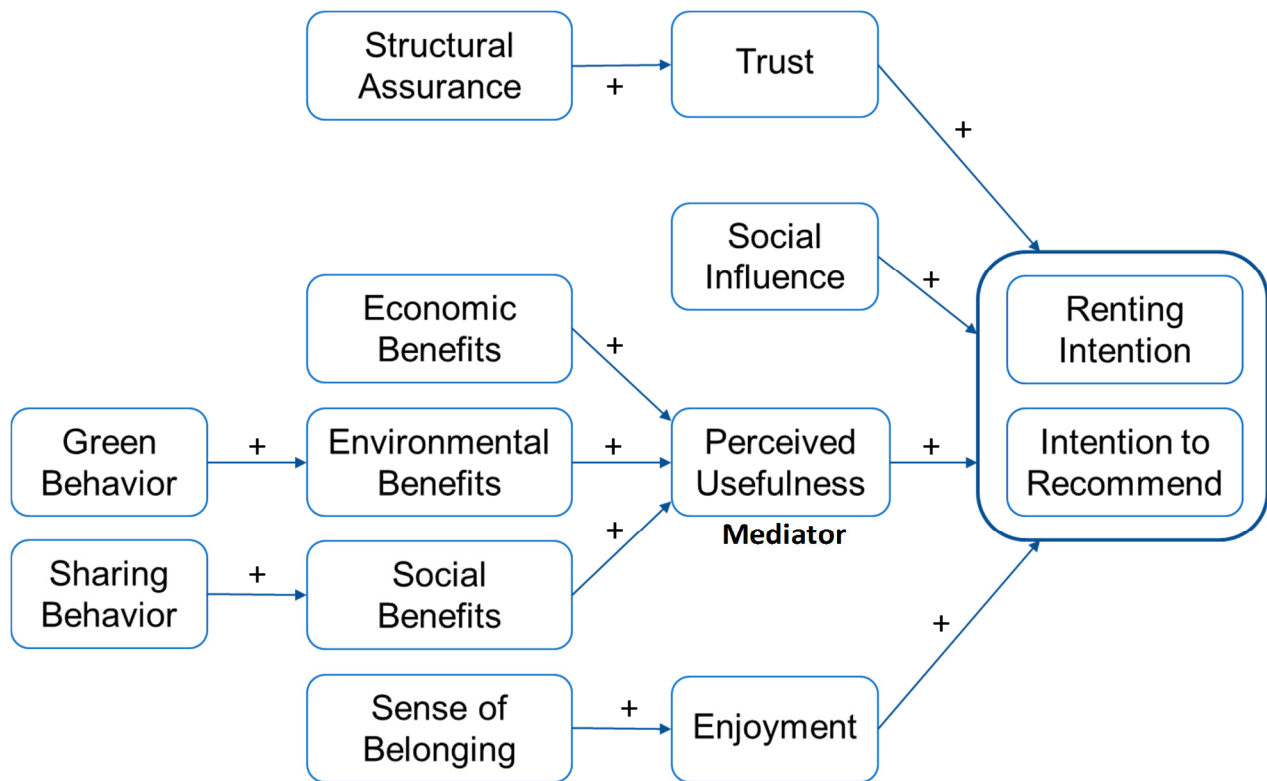 Structural
Assurance
+
Trust
+
Social
Influence
+
Economic
Benefits
+
Renting
Intention
Green
Behavior
+
Environmental
Benefits
+
Perceived
Usefulness
Mediator
+
Intention to
Recommend
Sharing
Behavior
+
Social
Benefits
+
Sense of
Belonging
+
Enjoyment
+